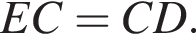 EC = CD.